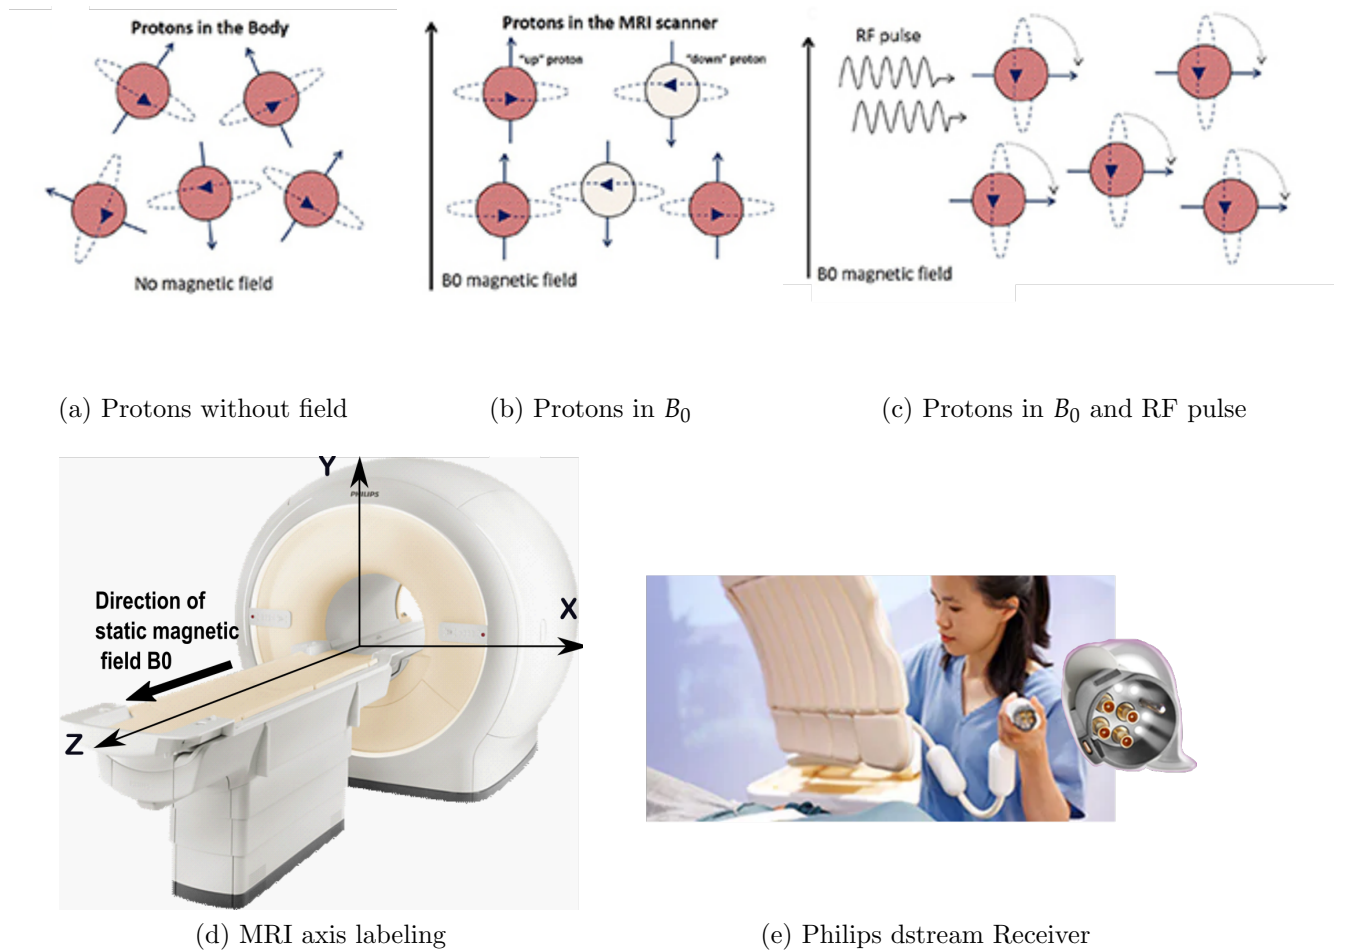 Protons in the Body
No magnetic field
Protons in the MRI scanner
"up" proton
"down" proton
B0 magnetic field
RF pulse
B0 magnetic field
(a) Protons without field
(b) Protons in B0
(c) Protons in B0 and RF pulse
Y
PHILIPS
Direction of
static magnetic
field B0
X
Z
(d) MRI axis labeling
(e) Philips dstream Receiver